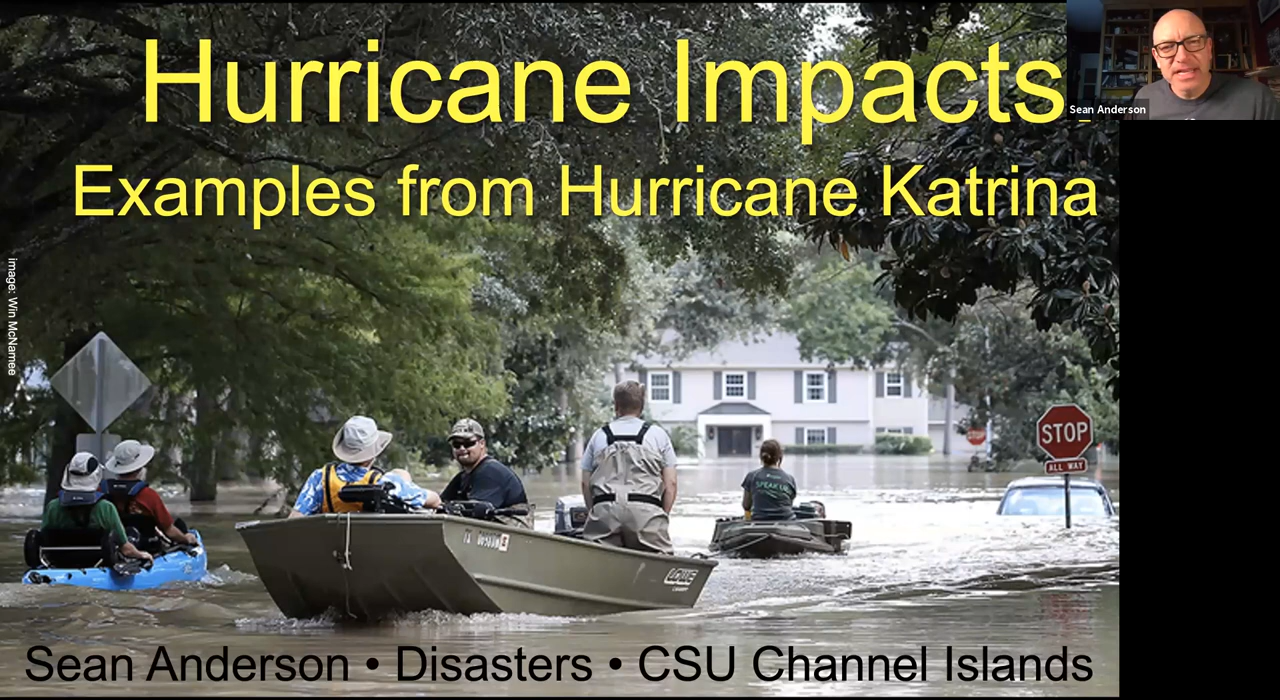 Hurricane Impacts
Examples from Hurricane Katrina
Sean Anderson
image: Win McNamee
STOP
ALL WAY
SPEAK UP
LOWE
Sean Anderson • Disasters • CSU Channel Islands